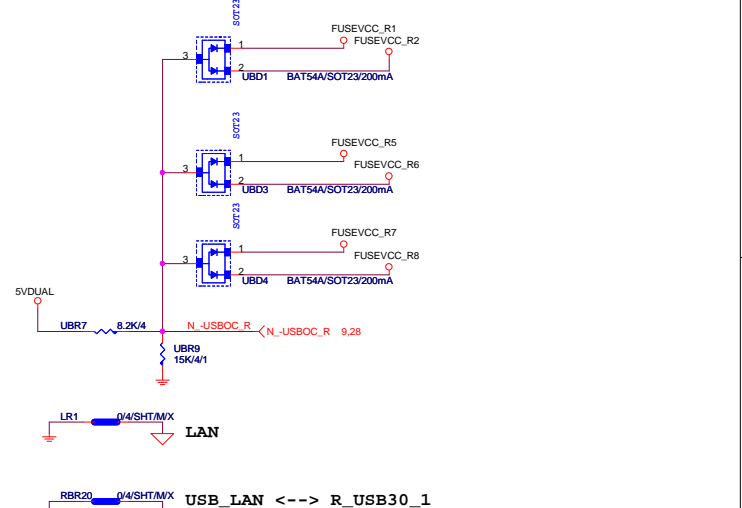 SOT23
FUSEVCC_R1
FUSEVCC_R2
3
1
2
UBD1
BAT54A/SOT23/200mA
SOT23
FUSEVCC_R5
FUSEVCC_R6
3
1
2
UBD3
BAT54A/SOT23/200mA
SOT23
FUSEVCC_R7
FUSEVCC_R8
3
1
2
UBD4
BAT54A/SOT23/200mA
5VDUAL
UBR7
8.2K/4
N_-USBOC_R
N_-USBOC_R 9,28
UBR9
15K/4/1
LR1
0/4/SHT/M/X
LAN
RBR20
0/4/SHT/M/X
USB_LAN <--> R_USB30_1